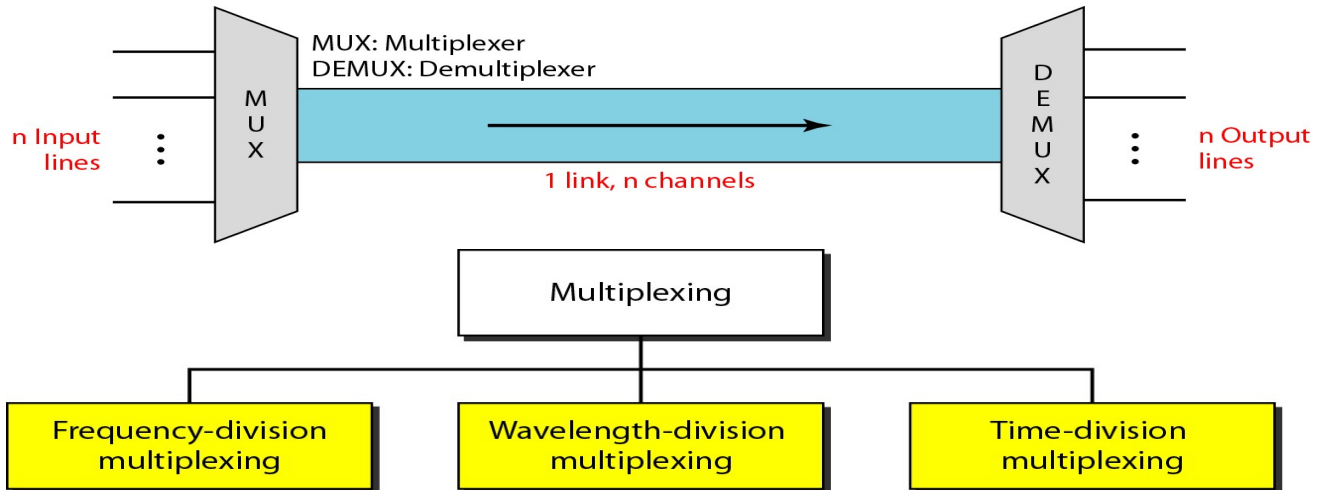 MUX: Multiplexer
DEMUX: Demultiplexer
M
U
X
D
E
M
U
X
n Input
lines
1 link, n channels
n Output
lines
Multiplexing
Frequency-division
multiplexing
Wavelength-division
multiplexing
Time-division
multiplexing